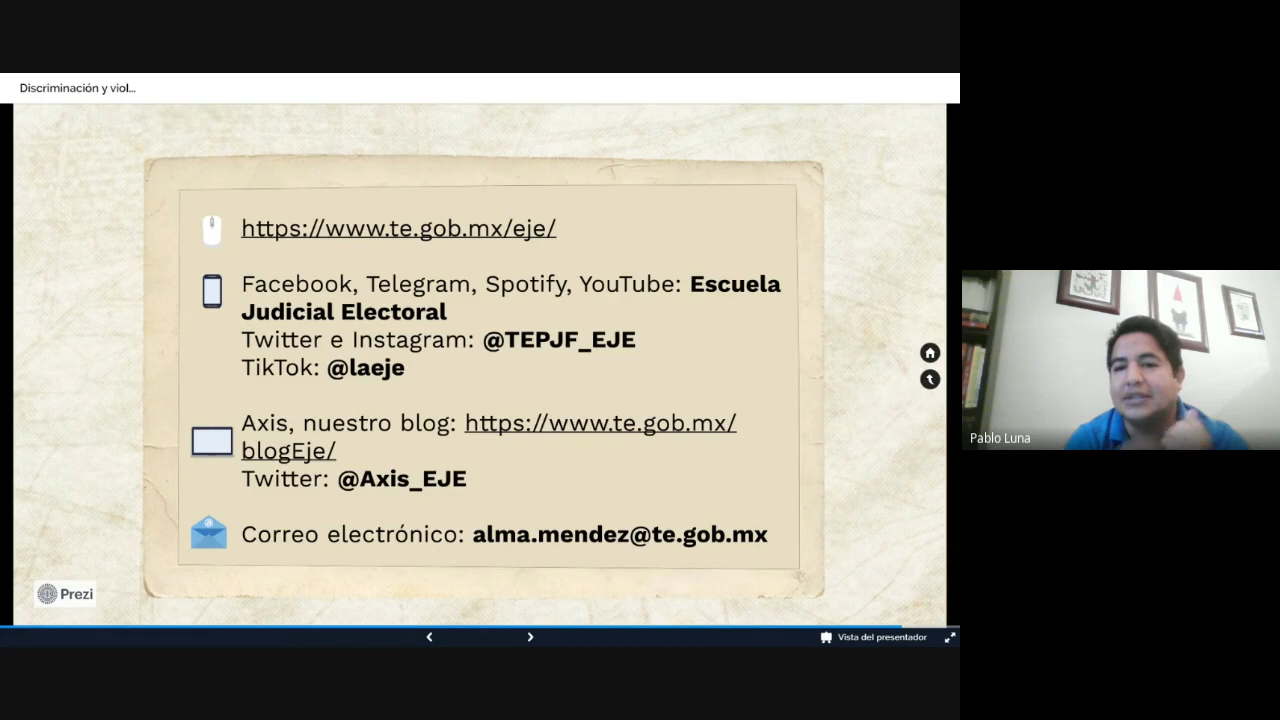 Discriminación y viol...
https://www.te.gob.mx/eje/
Facebook, Telegram, Spotify, YouTube: Escuela
Judicial Electoral
Twitter e Instagram: @TEPJF_EJE
TikTok: @laeje
Axis, nuestro blog: https://www.te.gob.mx/
blogEje/
Twitter: @Axis_EJE
Correo electrónico: alma.mendez@te.gob.mx
Prezi
Vista del presentador
Pablo Luna